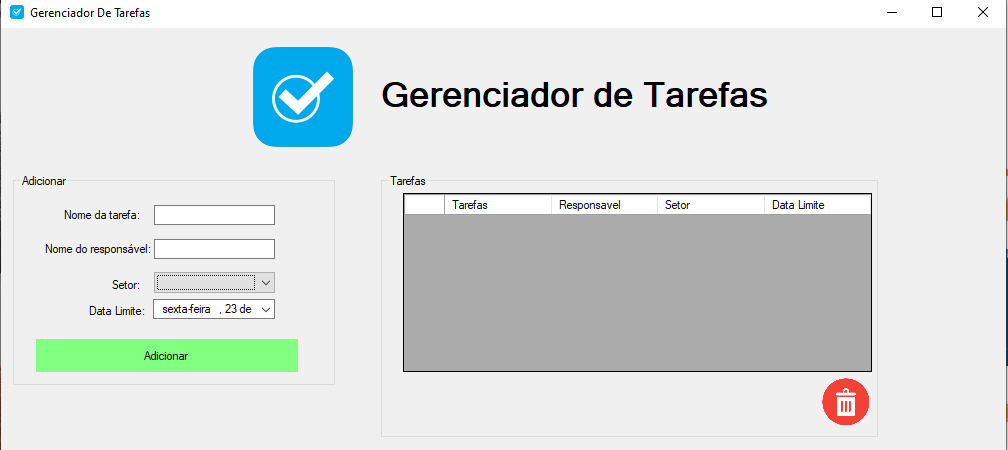 Gerenciador De Tarefas
Gerenciador de Tarefas
Adicionar
Nome da tarefa:
Nome do responsável:
Setor:
Data Limite: sexta-feira , 23 de
Adicionar
Tarefas
Tarefas Responsavel Setor Data Limite